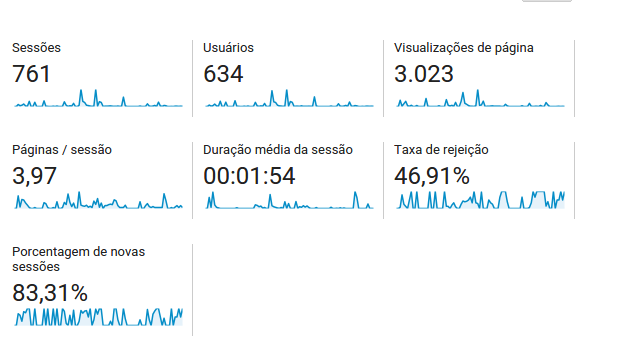 Sessões
761
Usuários
634
Visualizações de página
3.023
Páginas / sessão
3,97
Duração média da sessão
00:01:54
Taxa de rejeição
46,91%
Porcentagem de novas
sessões
83,31%